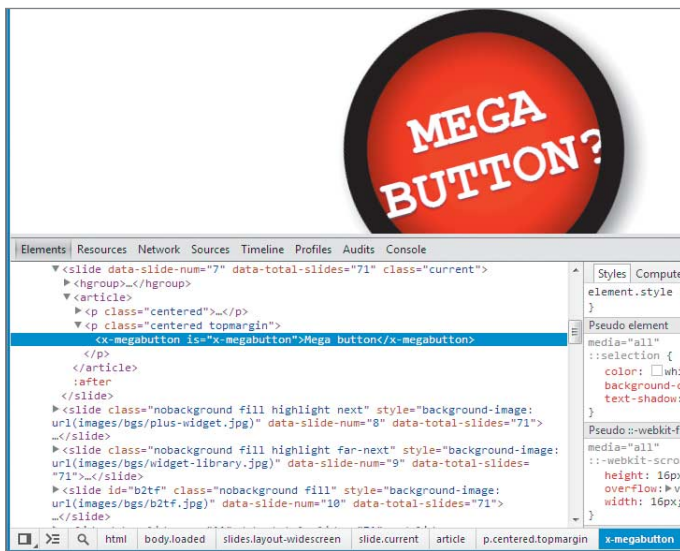 MEGA
BUTTON?
Elements Resources Network Sources Timeline Profiles Audits Console
▼<slide data-slide-num="7" data-total-slides="71" class="current">
▶<hgroup>…</hgroup>
▼<article>
▶<p class="centered">…</p>
▼<p class="centered topmargin">
<x-megabutton is="x-megabutton">Mega button</x-megabutton>
</p>
</article>
:after
</slide>
▶<slide class="nobackground fill highlight next" style="background-image:
url(images/bgs/plus-widget.jpg)" data-slide-num="8" data-total-slides="71">
…</slide>
▶<slide class="nobackground fill highlight far-next" style="background-image:
url(images/bgs/widget-library.jpg)" data-slide-num="9" data-total-slides=
"71">…</slide>
▶<slide id="b2tf" class="nobackground fill" style="background-image:
url(images/bgs/b2tf.jpg)" data-slide-num="10" data-total-slides="71">
…</slide>
Styles Compute
element.style
}
Pseudo element
media="all"
::selection {
color: whi
background-c
text-shadow:
}
Pseudo ::-webkit-f
media="all"
::-webkit-scro
height: 16px
overflow:▶v
width: 16px;
}
html body.loaded slides.layout-widescreen slide.current article p.centered.topmargin x-megabutton